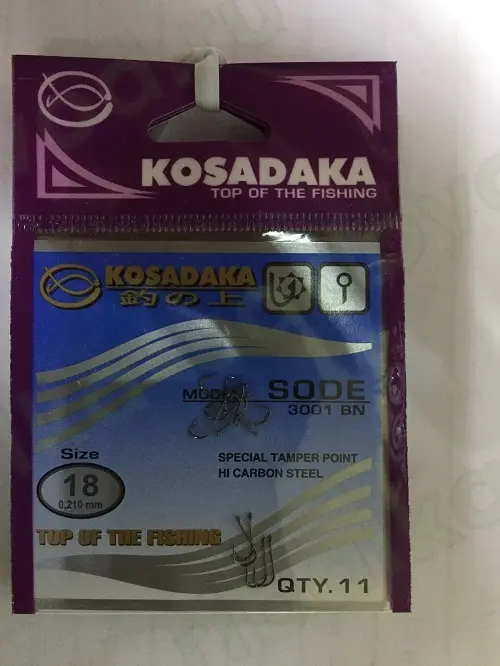 KOSADAKA
TOP OF THE FISHING
KOSADAKA
釣の上
SODE
3001 BN
Size
18
0,210 mm
SPECIAL TAMPER POINT
HI CARBON STEEL
TOP OF THE FISHING
QTY. 11